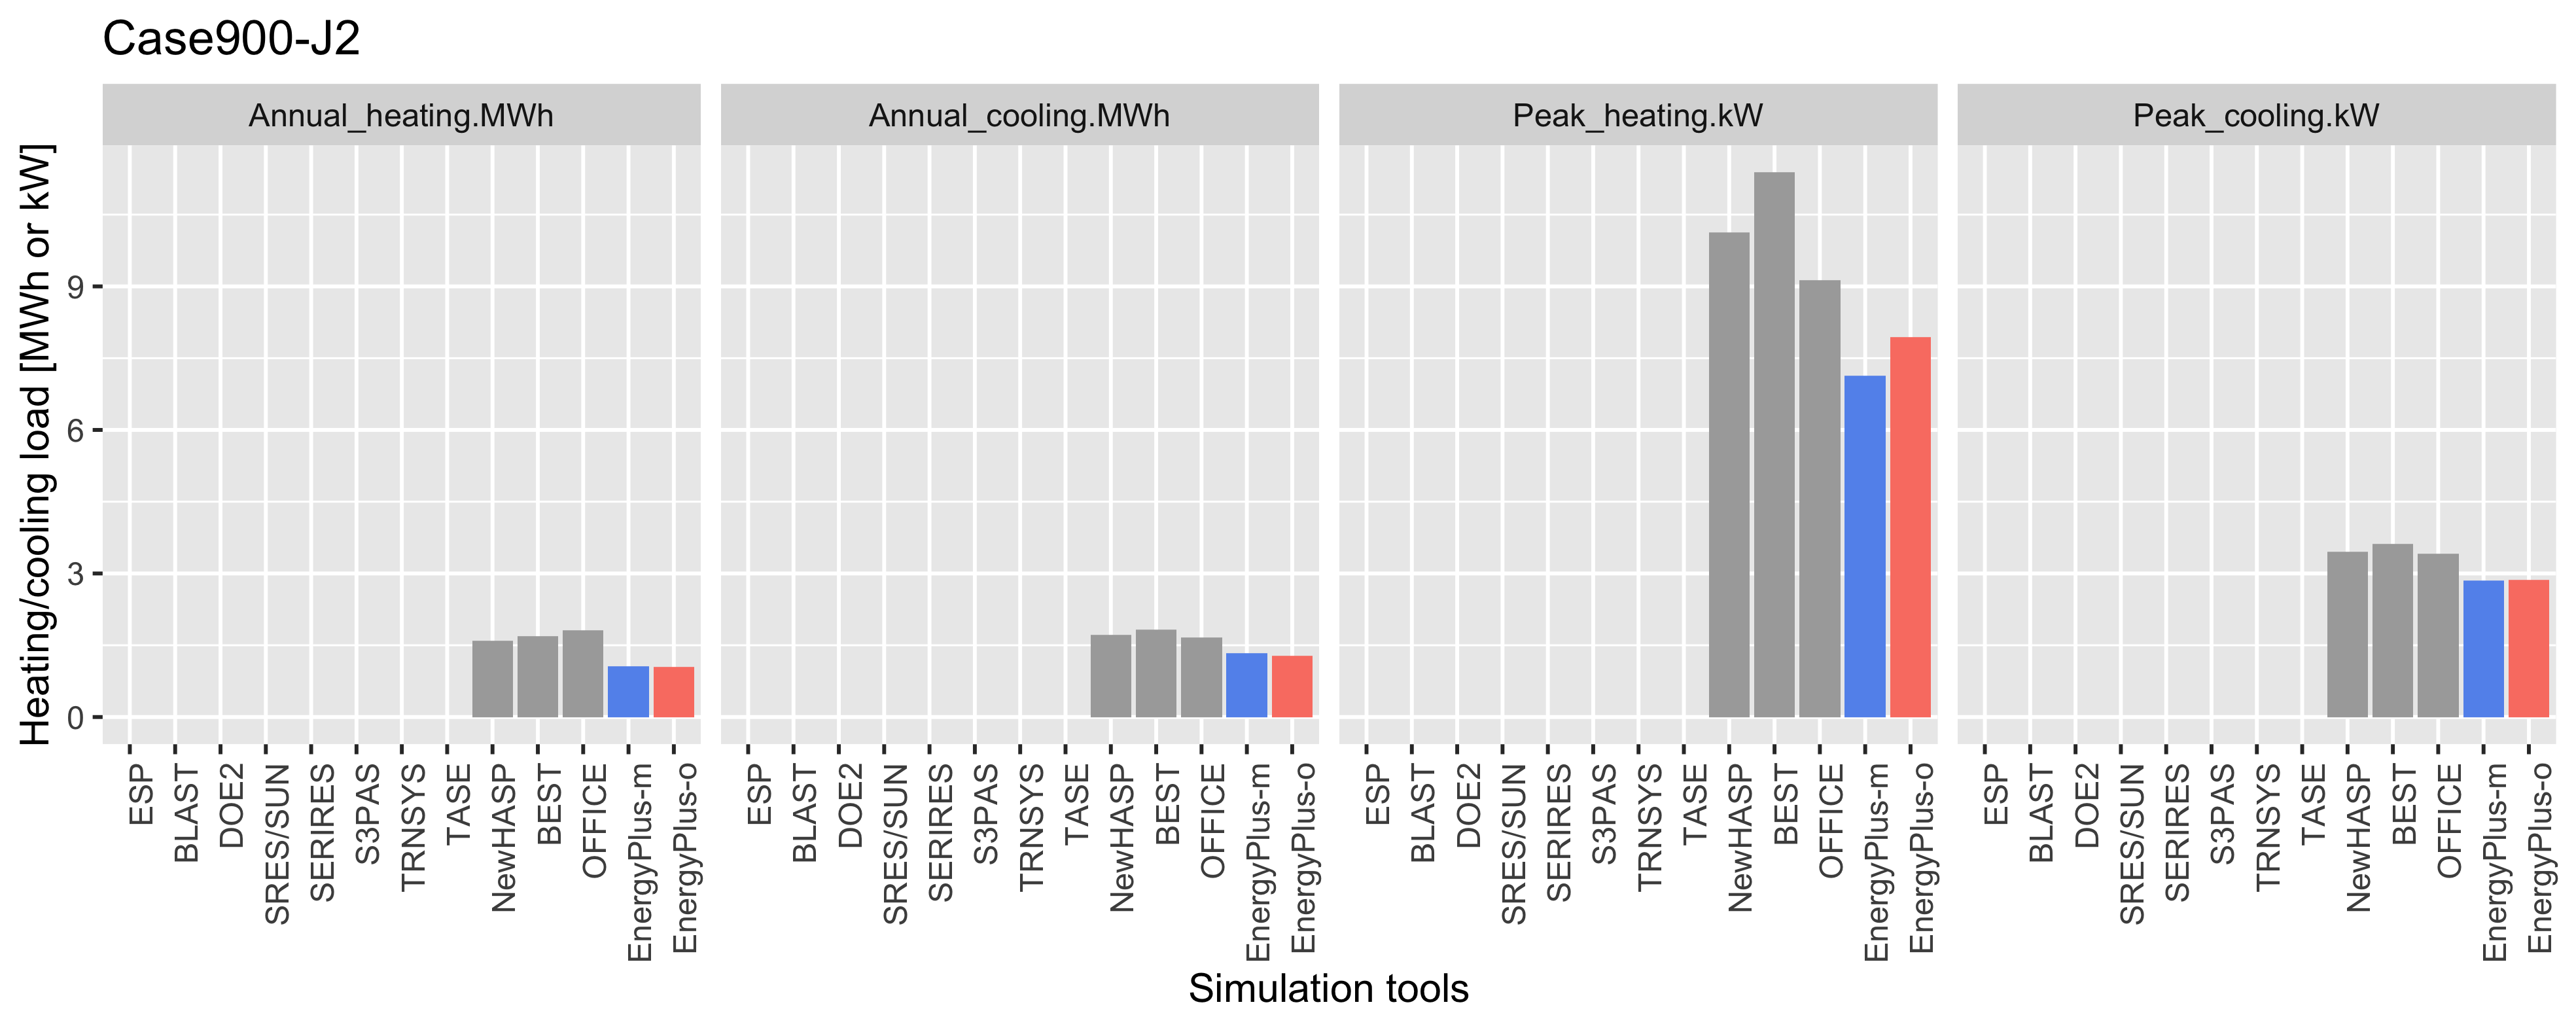 Case900-J2
Annual_heating.MWh
Annual_cooling.MWh
Peak_heating.kW
Peak_cooling.kW
Heating/cooling load [MWh or kW]
9
6
3
0
ESP
BLAST
DOE2
SRES/SUN
SERIRES
S3PAS
TRNSYS
TASE
NewHASP
BEST
OFFICE
EnergyPlus-m
EnergyPlus-o
ESP
BLAST
DOE2
SRES/SUN
SERIRES
S3PAS
TRNSYS
TASE
NewHASP
BEST
OFFICE
EnergyPlus-m
EnergyPlus-o
ESP
BLAST
DOE2
SRES/SUN
SERIRES
S3PAS
TRNSYS
TASE
NewHASP
BEST
OFFICE
EnergyPlus-m
EnergyPlus-o
ESP
BLAST
DOE2
SRES/SUN
SERIRES
S3PAS
TRNSYS
TASE
NewHASP
BEST
OFFICE
EnergyPlus-m
EnergyPlus-o
Simulation tools